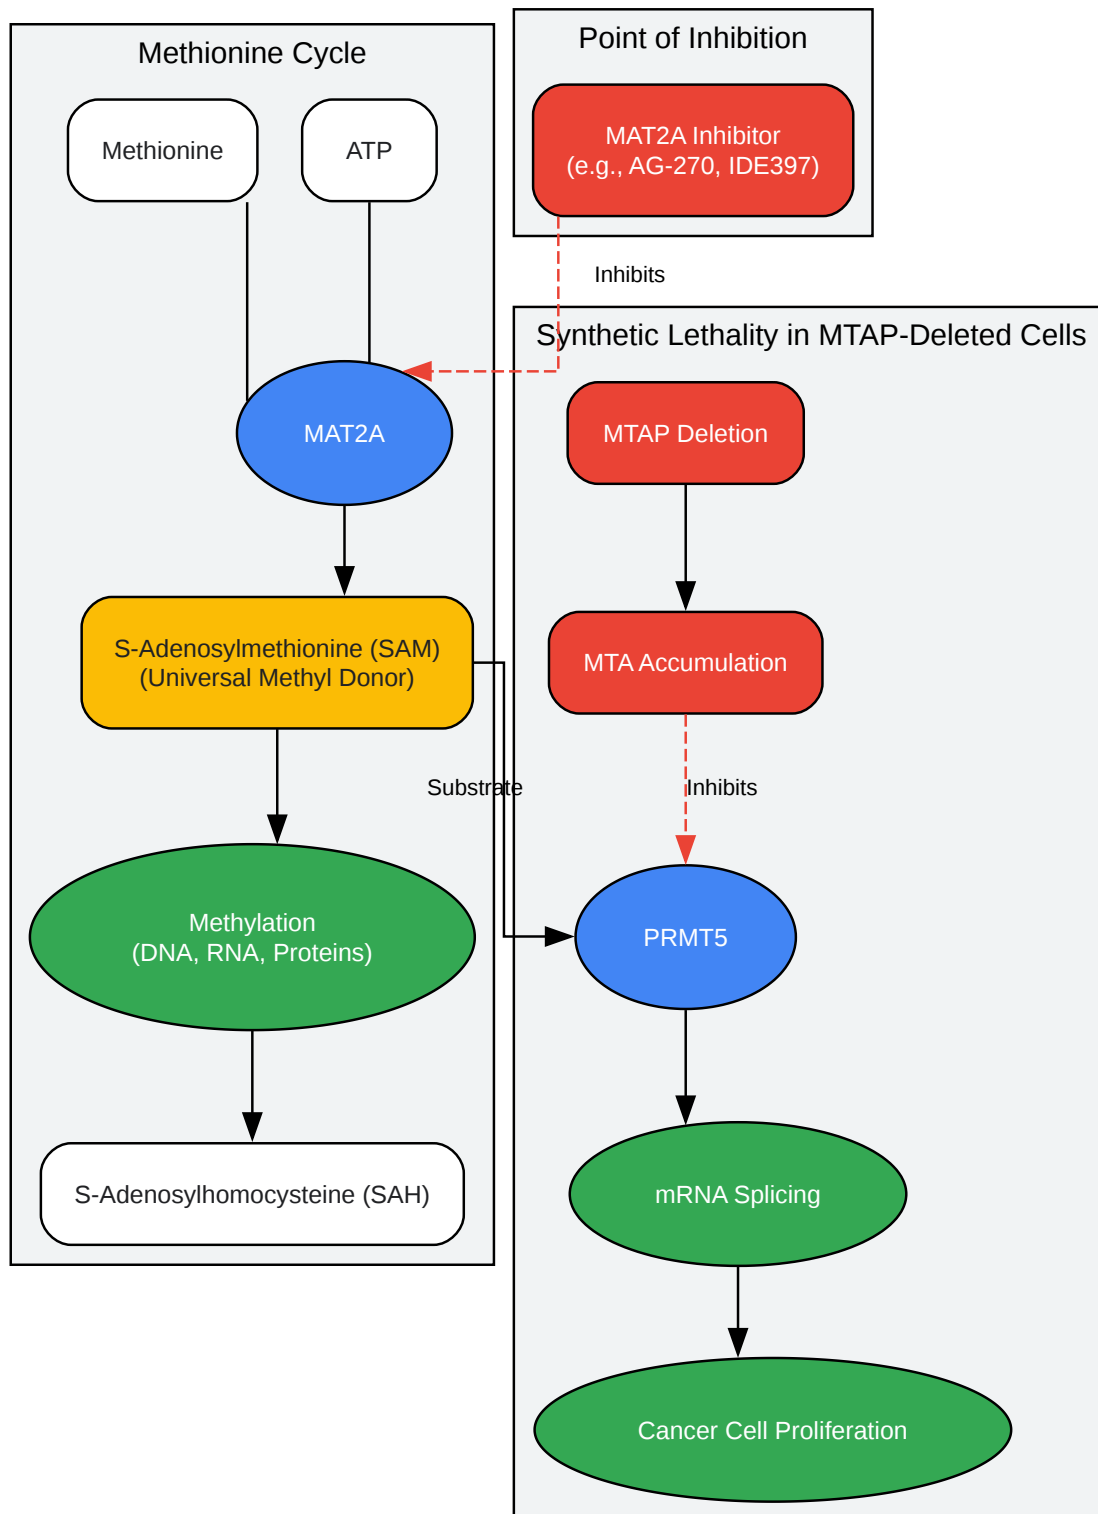 Methionine Cycle
Methionine
ATP
MAT2A
S-Adenosylmethionine (SAM)
(Universal Methyl Donor)
Substrate
Methylation
(DNA, RNA, Proteins)
S-Adenosylhomocysteine (SAH)
Point of Inhibition
MAT2A Inhibitor
(e.g., AG-270, IDE397)
Inhibits
Synthetic Lethality in MTAP-Deleted Cells
MTAP Deletion
MTA Accumulation
Inhibits
PRMT5
mRNA Splicing
Cancer Cell Proliferation